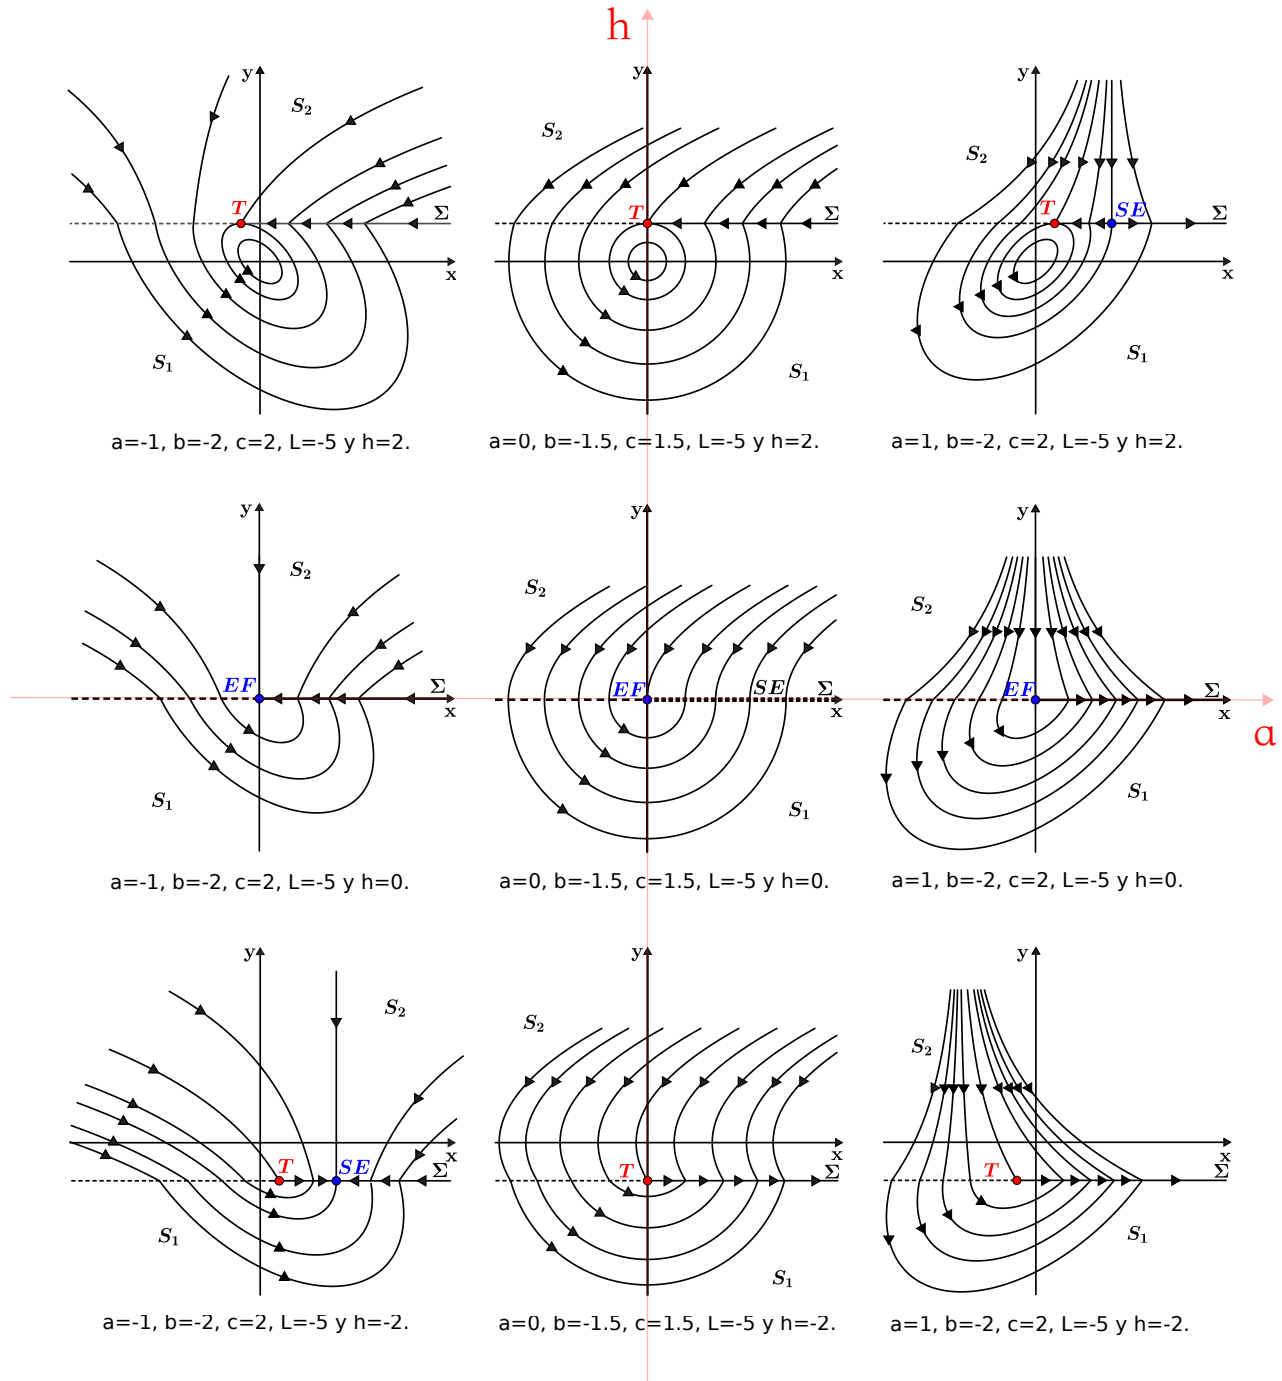 h
y y y
S₂ S₂ S₂
T Σ T Σ T SE Σ
x x x
S₁ S₁ S₁
a=-1, b=-2, c=2, L=-5 y h=2. a=0, b=-1.5, c=1.5, L=-5 y h=2. a=1, b=-2, c=2, L=-5 y h=2.
y y y
S₂ S₂ S₂
EF Σ EF SE Σ EF Σ
x x x
a
S₁ S₁ S₁
a=-1, b=-2, c=2, L=-5 y h=0. a=0, b=-1.5, c=1.5, L=-5 y h=0. a=1, b=-2, c=2, L=-5 y h=0.
y y
S₂ S₂ S₂
x x x
T SE Σ T Σ T Σ
S₁ S₁ S₁
a=-1, b=-2, c=2, L=-5 y h=-2. a=0, b=-1.5, c=1.5, L=-5 y h=-2. a=1, b=-2, c=2, L=-5 y h=-2.